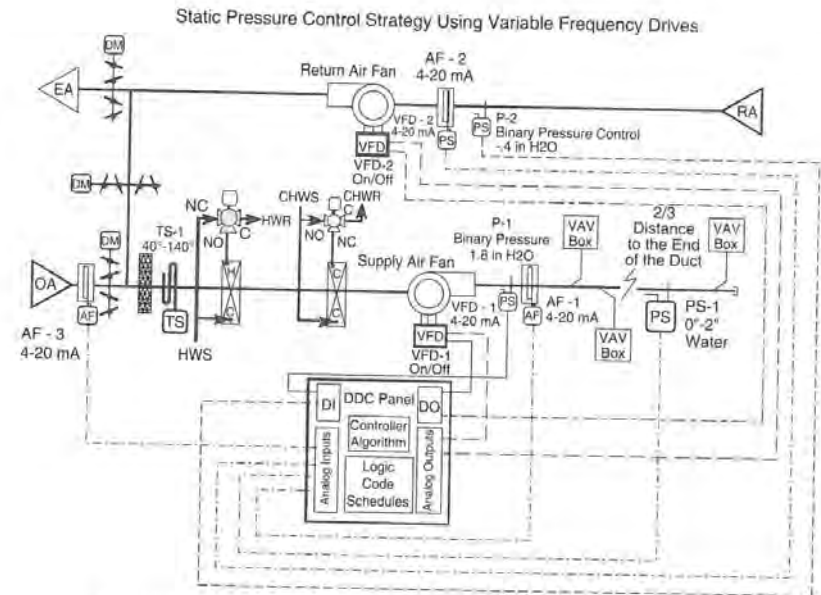 Static Pressure Control Strategy Using Variable Frequency Drives
DM
EA
Return Air Fan
AF - 2
4-20 mA
VFD - 2
4-20 mA
PS
VFD
VFD-2
On/Off
P-2
PS
Binary Pressure Control
-.4 in H2O
RA
DM
NC
HWR
C
NO
CHWS
CHWR
C
NO
NC
TS-1
40°-140°
DM
P-1
Binary Pressure
1.8 in H2O
VAV
Box
2/3
Distance
to the End
of the Duct
VAV
Box
Supply Air Fan
OA
H
C
C
C
AF
TS
VFD - 1
4-20 mA
PS
AF
AF - 1
4-20 mA
PS
PS-1
0"-2"
Water
AF - 3
4-20 mA
HWS
VFD
VFD-1
On/Off
VAV
Box
DI
DDC Panel
DO
Controller
Algorithm
Analog Inputs
Logic
Code
Schedules
Analog Outputs